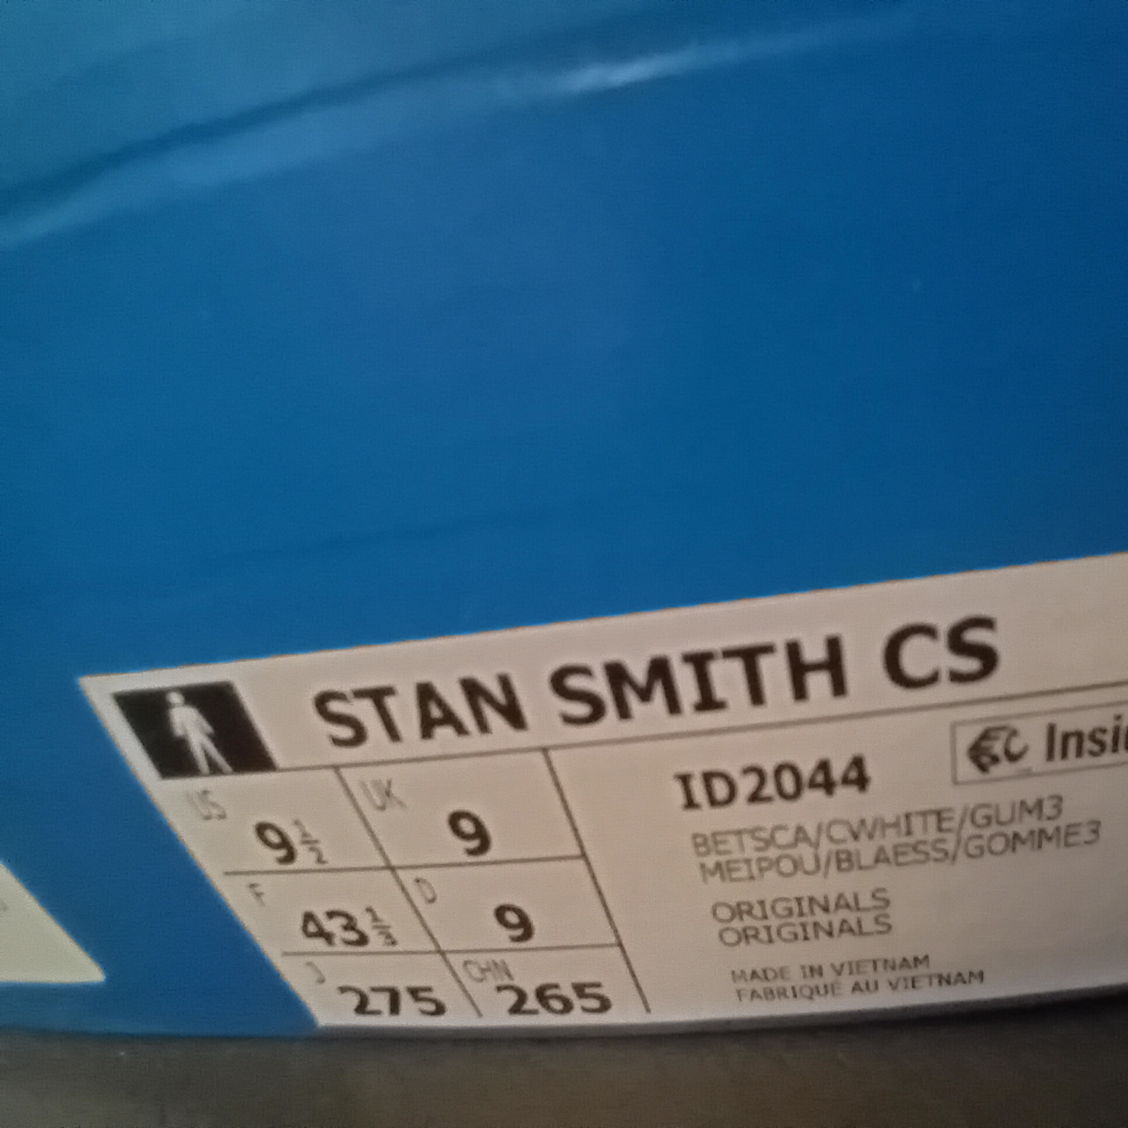 STAN SMITH CS
US 9½ UK 9
F 43⅓ D 9
J 275 CHN 265
ID2044
BETSCA/CWHITE/GUM3
MEIPOU/BLAESS/GOMME3
ORIGINALS
ORIGINALS
MADE IN VIETNAM
FABRIQUÉ AU VIETNAM